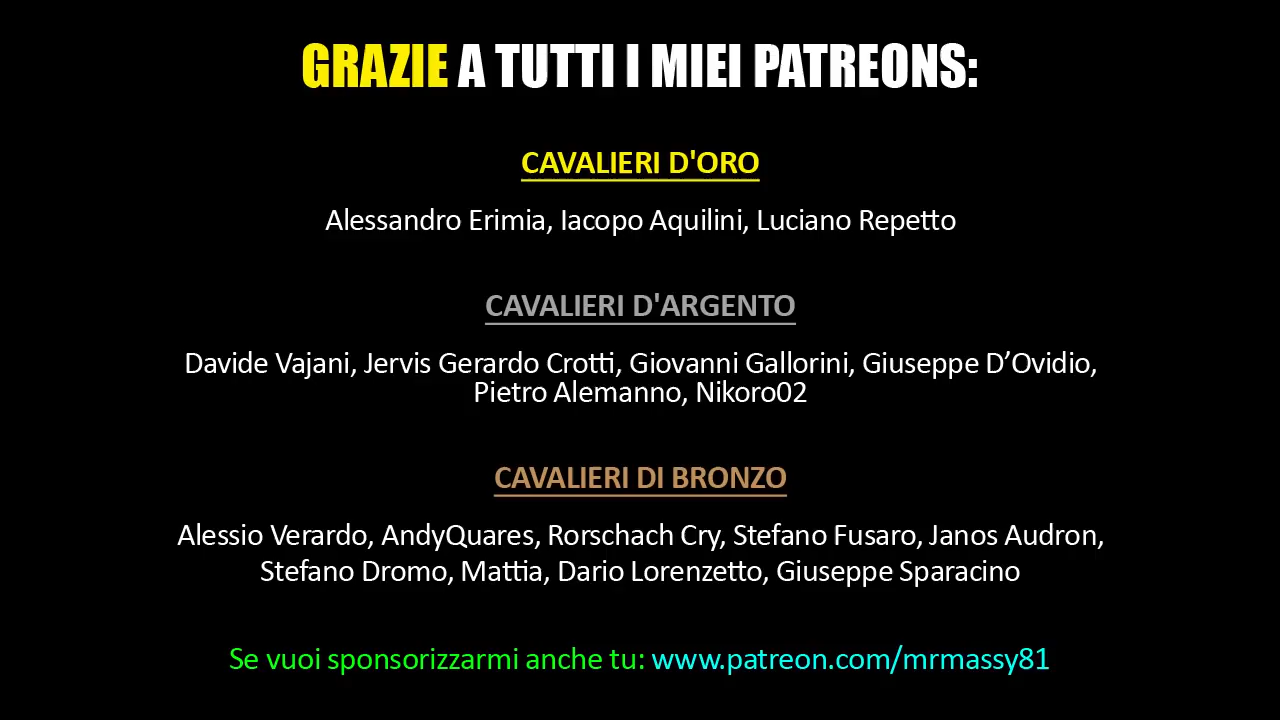 GRAZIE A TUTTI I MIEI PATREONS:
CAVALIERI D'ORO
Alessandro Erimia, Iacopo Aquilini, Luciano Repetto
CAVALIERI D'ARGENTO
Davide Vajani, Jervis Gerardo Crotti, Giovanni Gallorini, Giuseppe D’Ovidio,
Pietro Alemanno, Nikoro02
CAVALIERI DI BRONZO
Alessio Verardo, AndyQuares, Rorschach Cry, Stefano Fusaro, Janos Audron,
Stefano Dromo, Mattia, Dario Lorenzetto, Giuseppe Sparacino
Se vuoi sponsorizzarmi anche tu: www.patreon.com/mrmassy81